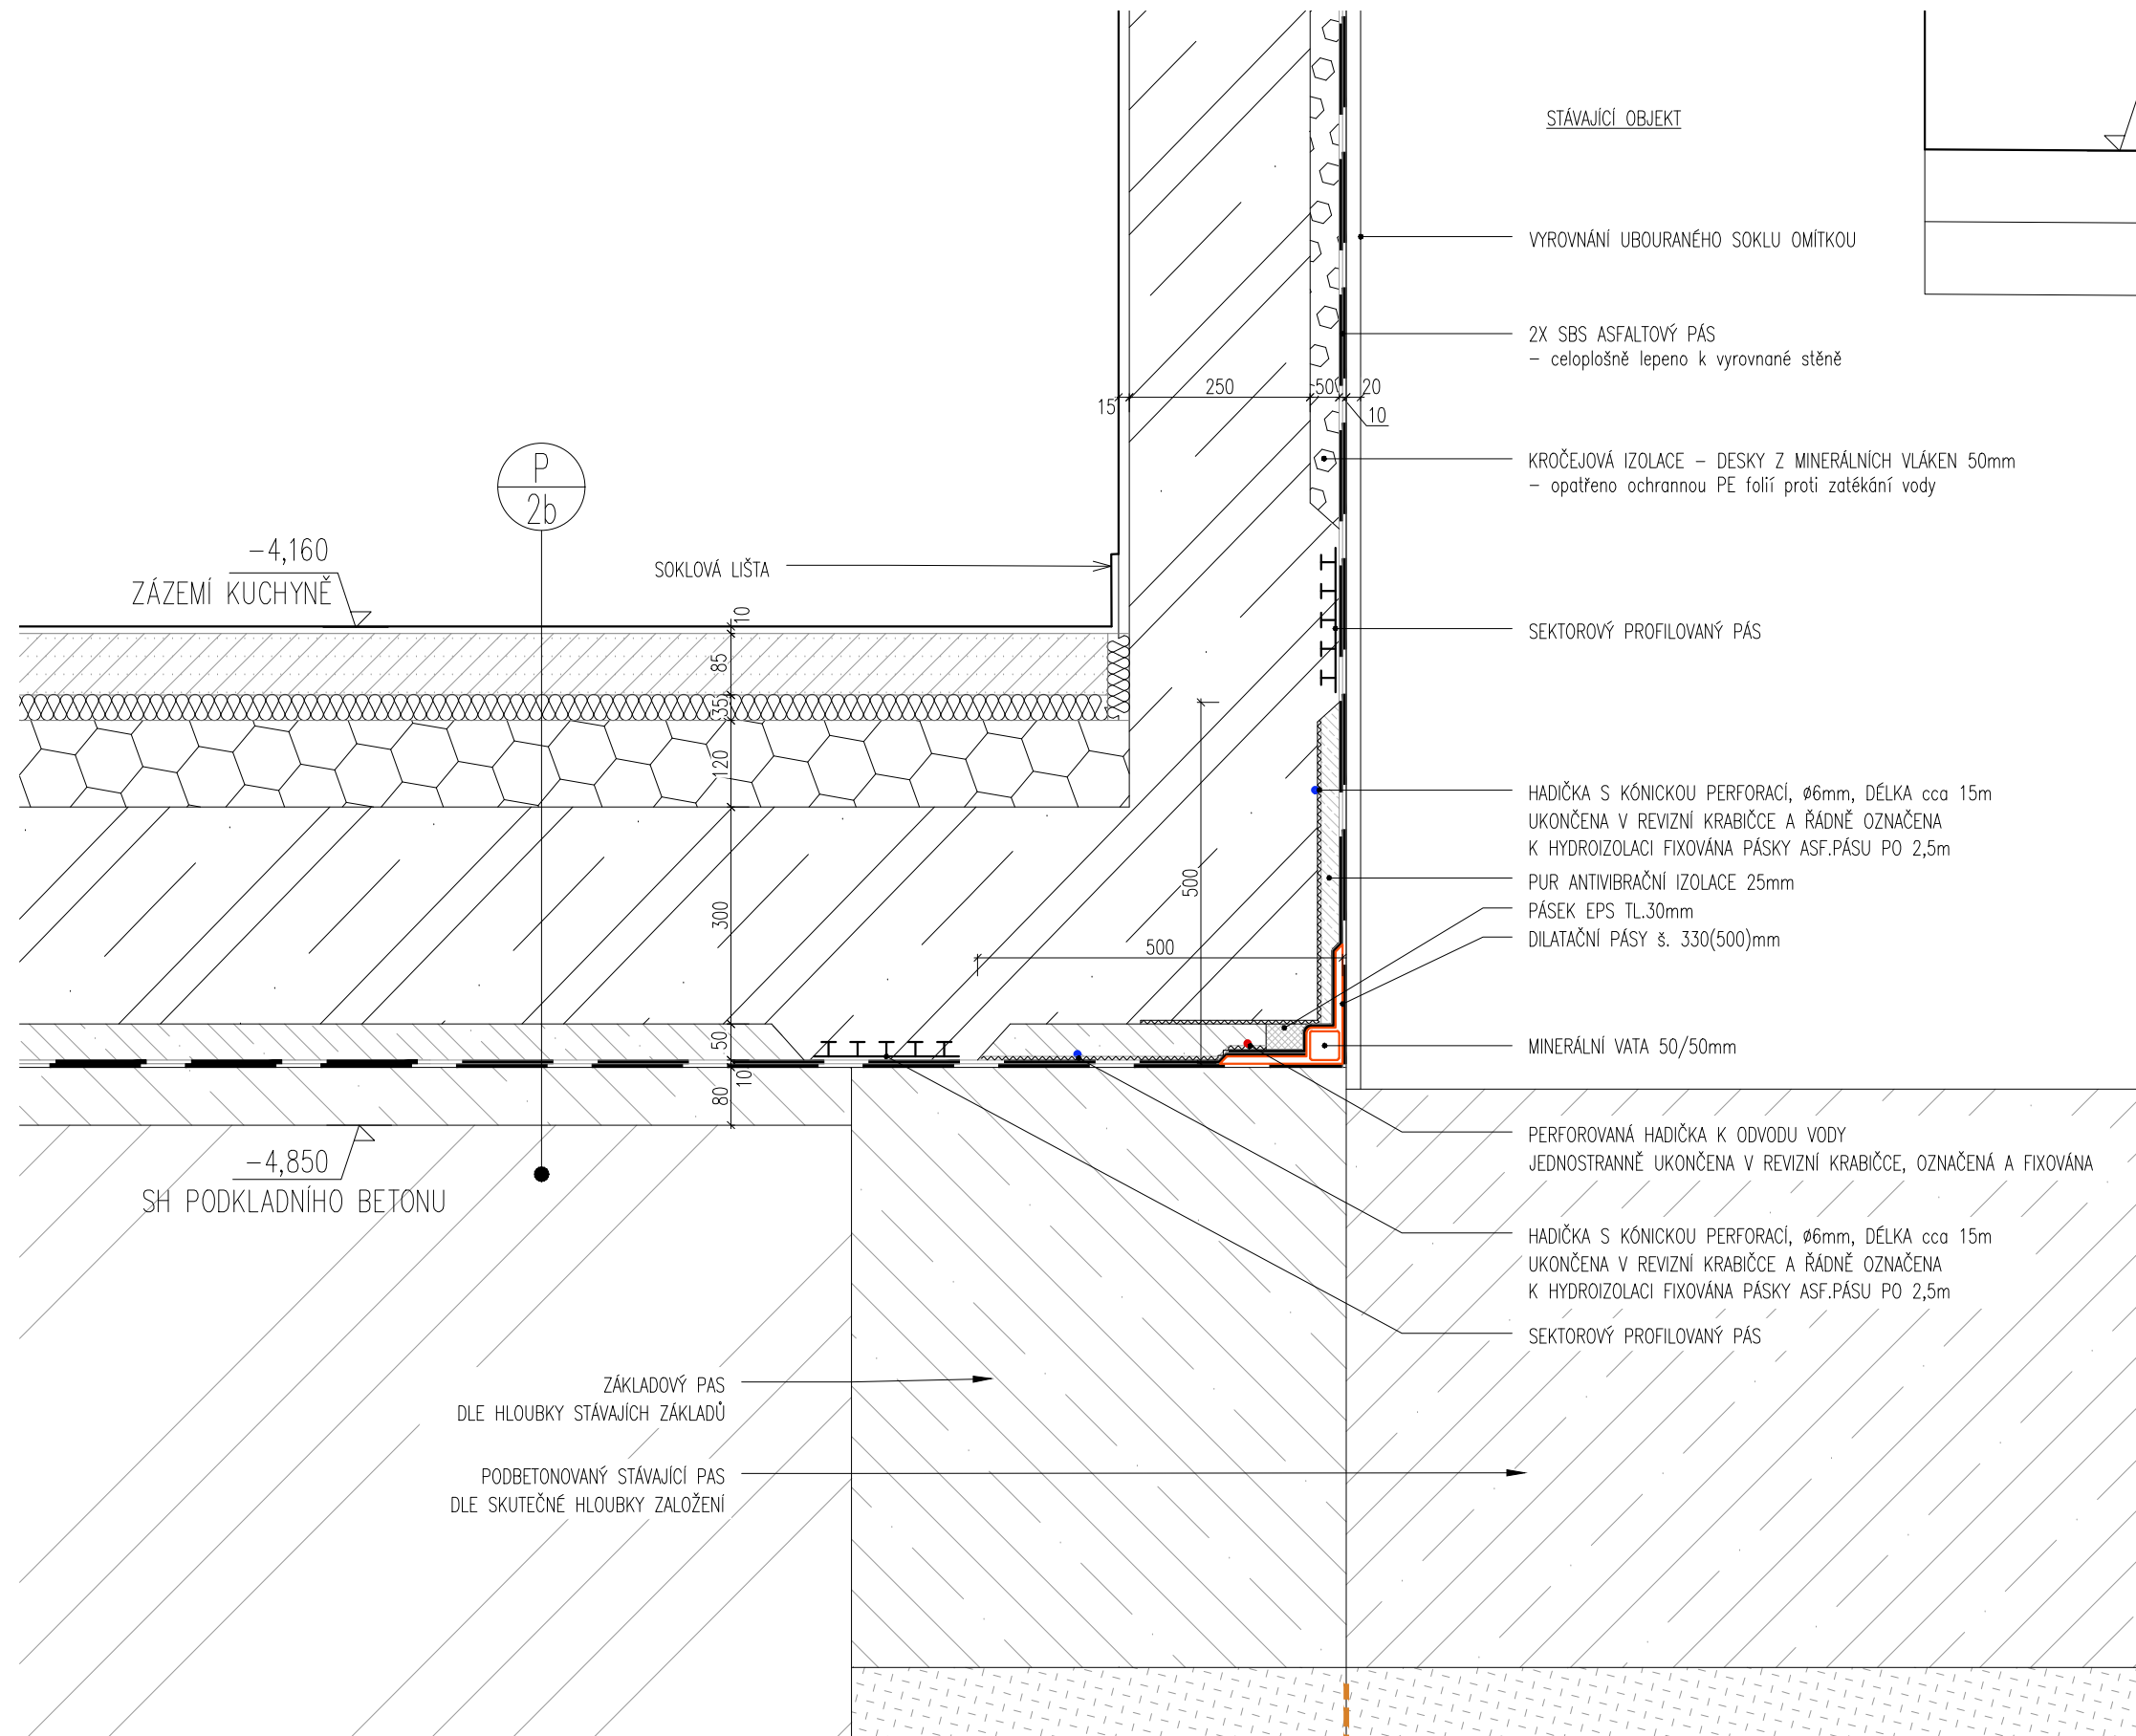 STÁVAJÍCÍ OBJEKT
VYROVNÁNÍ UBOURANÉHO SOKLU OMÍTKOU
2X SBS ASFALTOVÝ PÁS
– celoplošně lepeno k vyrovnané stěně
15
250
50
20
10
KROČEJOVÁ IZOLACE – DESKY Z MINERÁLNÍCH VLÁKEN 50mm
– opatřeno ochrannou PE folií proti zatékání vody
P
2b
-4,160
ZÁZEMÍ KUCHYNĚ
SOKLOVÁ LIŠTA
SEKTOROVÝ PROFILOVANÝ PÁS
10
85
35
120
300
50
10
80
500
500
HADIČKA S KÓNICKOU PERFORACÍ, ø6mm, DÉLKA cca 15m
UKONČENA V REVIZNÍ KRABIČCE A ŘÁDNĚ OZNAČENA
K HYDROIZOLACI FIXOVÁNA PÁSKY ASF.PÁSU PO 2,5m
PUR ANTIVIBRAČNÍ IZOLACE 25mm
PÁSEK EPS TL.30mm
DILATAČNÍ PÁSY š. 330(500)mm
MINERÁLNÍ VATA 50/50mm
-4,850
SH PODKLADNÍHO BETONU
PERFOROVANÁ HADIČKA K ODVODU VODY
JEDNOSTRANNĚ UKONČENA V REVIZNÍ KRABIČCE, OZNAČENÁ A FIXOVÁNA
HADIČKA S KÓNICKOU PERFORACÍ, ø6mm, DÉLKA cca 15m
UKONČENA V REVIZNÍ KRABIČCE A ŘÁDNĚ OZNAČENA
K HYDROIZOLACI FIXOVÁNA PÁSKY ASF.PÁSU PO 2,5m
SEKTOROVÝ PROFILOVANÝ PÁS
ZÁKLADOVÝ PAS
DLE HLOUBKY STÁVAJÍCH ZÁKLADŮ
PODBETONOVANÝ STÁVAJÍCÍ PAS
DLE SKUTEČNÉ HLOUBKY ZALOŽENÍ